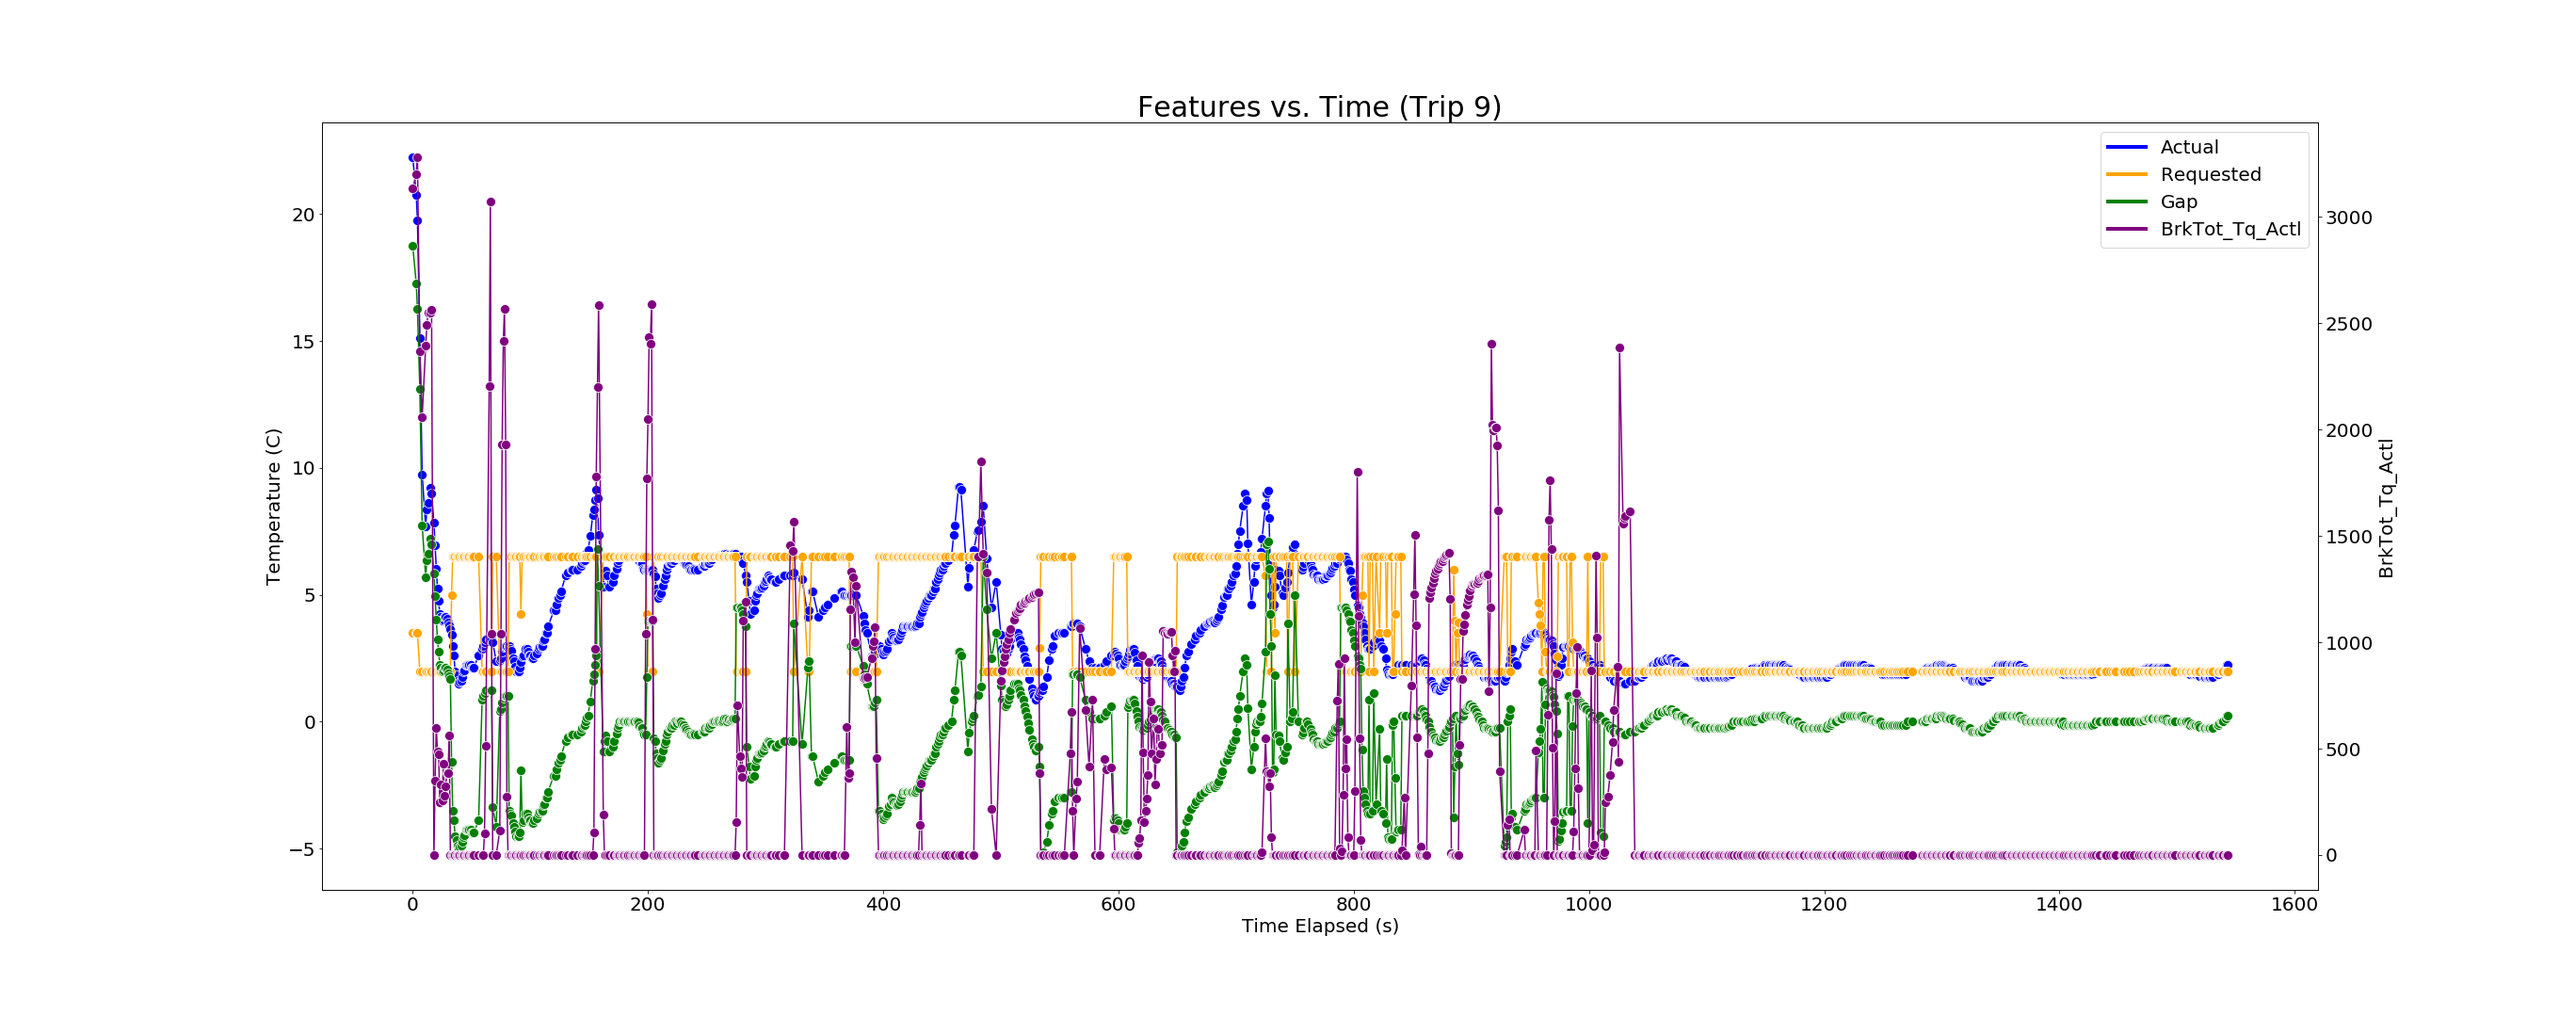 Features vs. Time (Trip 9)
Actual
Requested
Gap
BrkTot_Tq_Actl
Temperature (C)
20
15
10
5
0
−5
3000
2500
2000
1500
1000
500
0
BrkTot_Tq_Actl
0 200 400 600 800 1000 1200 1400 1600
Time Elapsed (s)